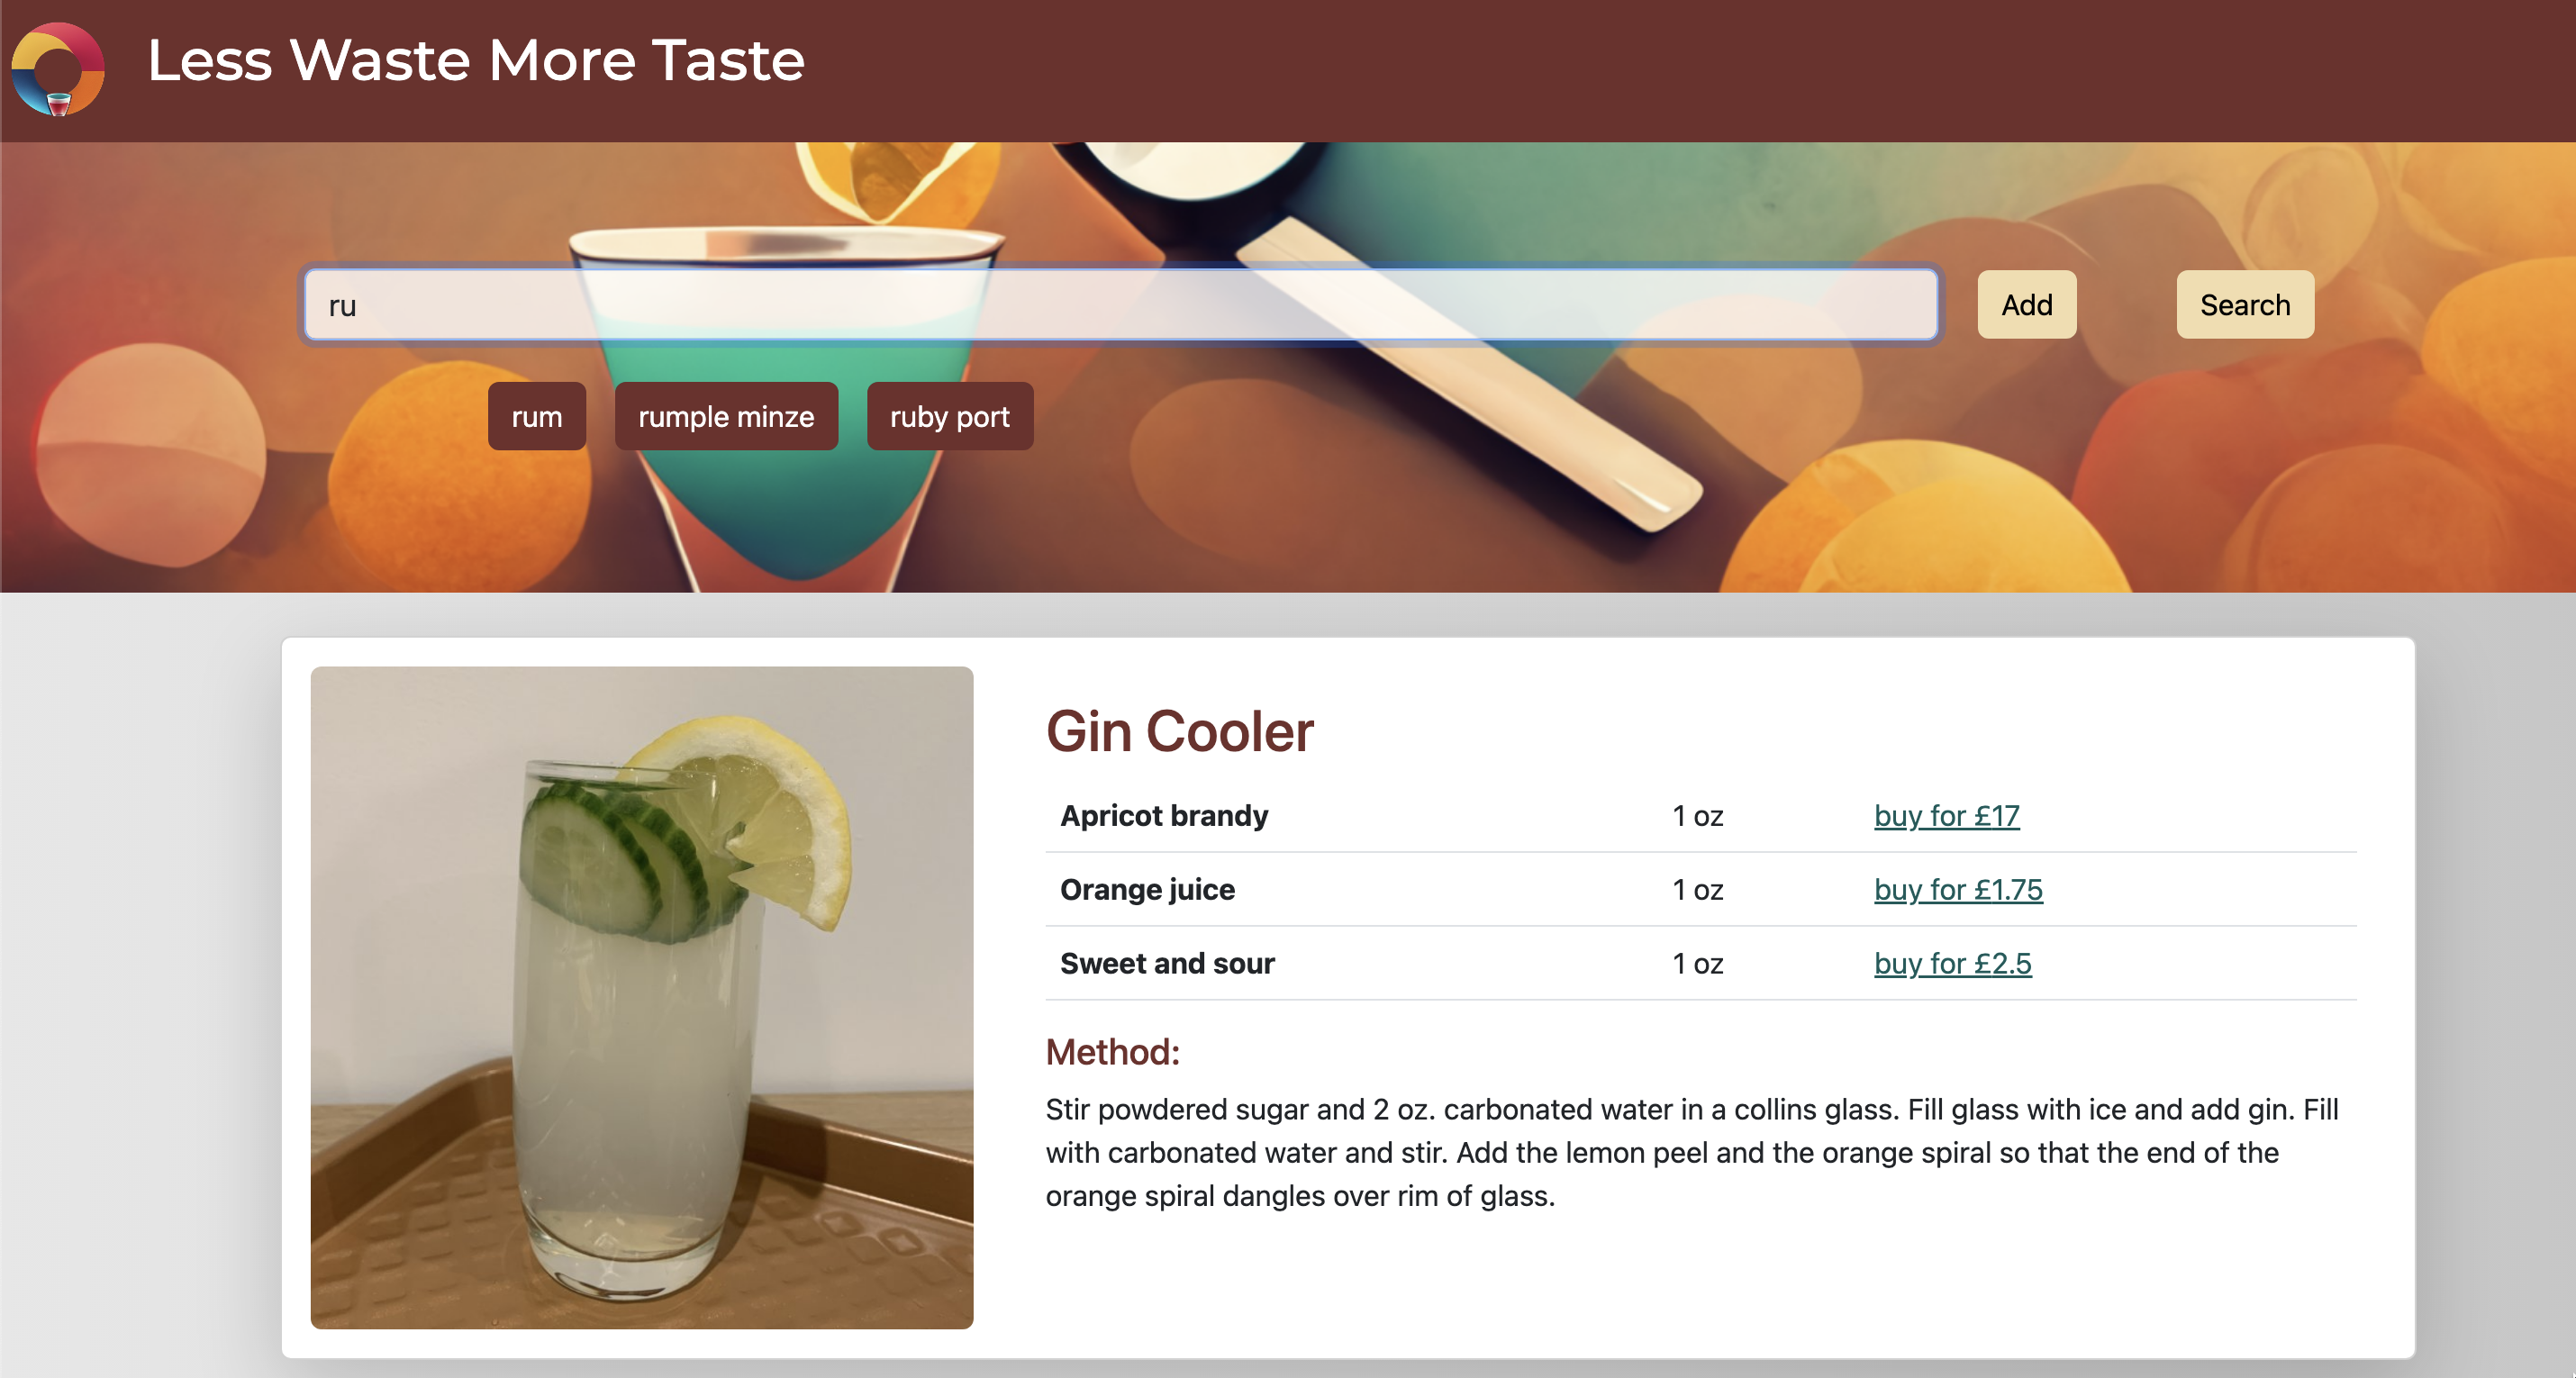 Less Waste More Taste
ru
Add
Search
rum
rumple minze
ruby port
Gin Cooler
Apricot brandy 1 oz buy for £17
Orange juice 1 oz buy for £1.75
Sweet and sour 1 oz buy for £2.5
Method:
Stir powdered sugar and 2 oz. carbonated water in a collins glass. Fill glass with ice and add gin. Fill
with carbonated water and stir. Add the lemon peel and the orange spiral so that the end of the
orange spiral dangles over rim of glass.